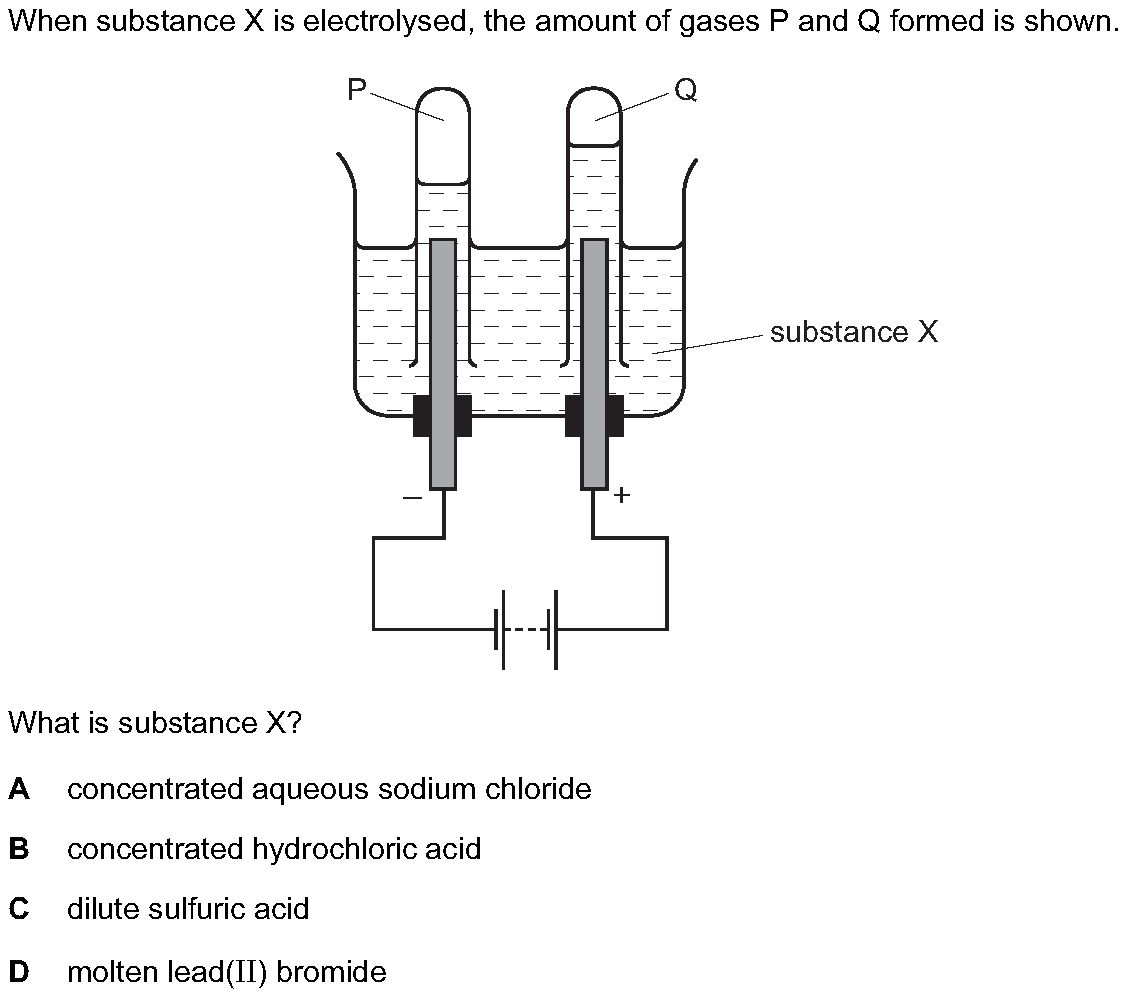 When substance X is electrolysed, the amount of gases P and Q formed is shown.
P
Q
substance X
–
+
What is substance X?
A concentrated aqueous sodium chloride
B concentrated hydrochloric acid
C dilute sulfuric acid
D molten lead(II) bromide